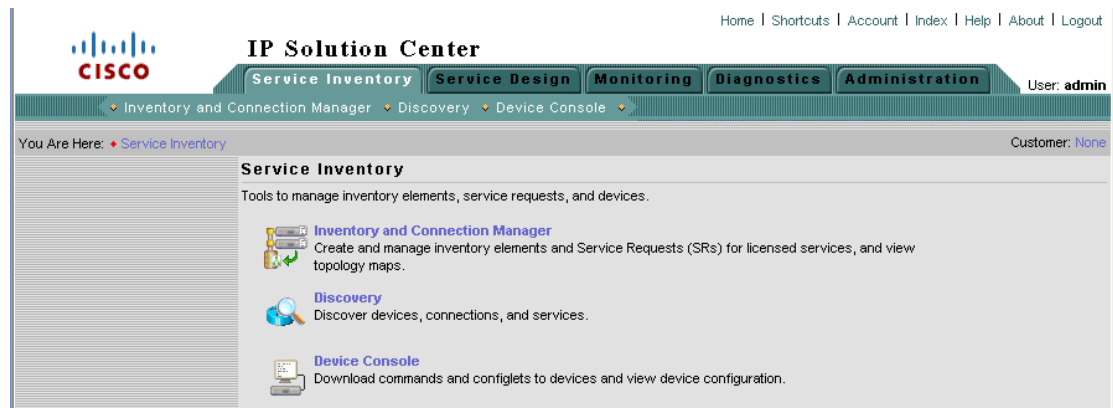 Home | Shortcuts | Account | Index | Help | About | Logout
CISCO
IP Solution Center
Service Inventory Service Design Monitoring Diagnostics Administration
User: admin
Inventory and Connection Manager Discovery Device Console
You Are Here: Service Inventory
Customer: None
Service Inventory
Tools to manage inventory elements, service requests, and devices.
Inventory and Connection Manager
Create and manage inventory elements and Service Requests (SRs) for licensed services, and view
topology maps.
Discovery
Discover devices, connections, and services.
Device Console
Download commands and configlets to devices and view device configuration.